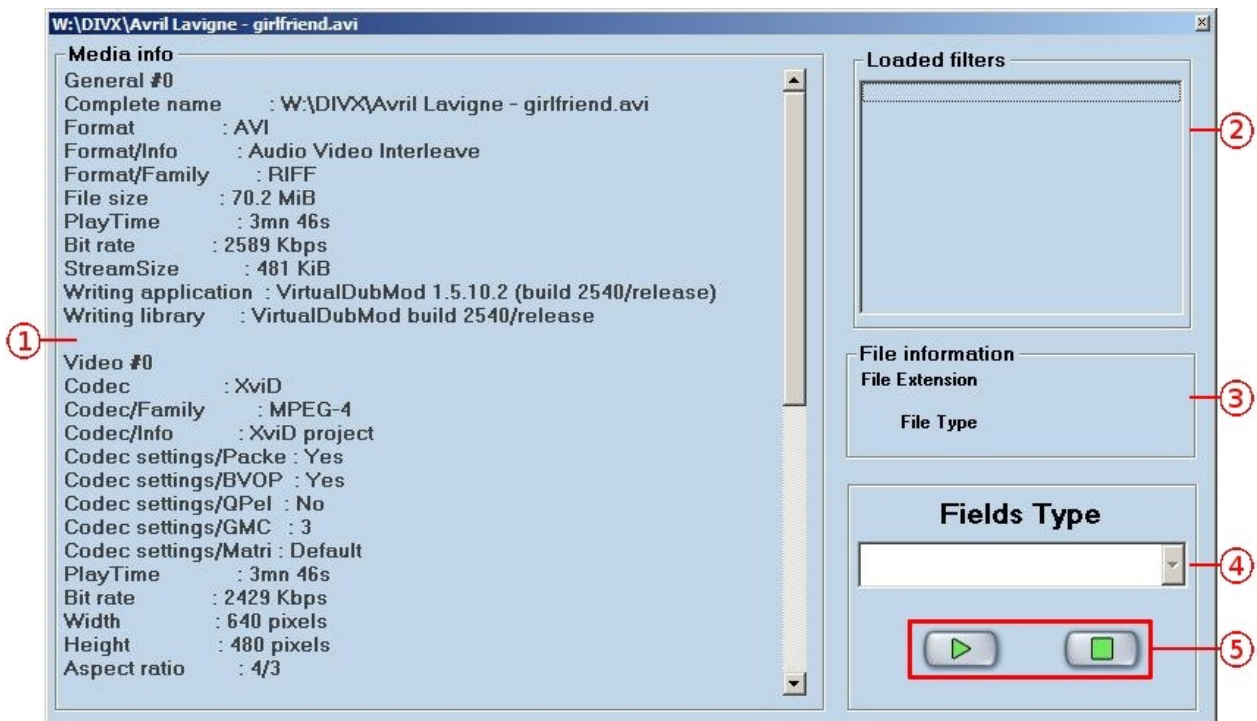 W:\DIVX\Avril Lavigne - girlfriend.avi
Media info
General #0
Complete name : W:\DIVX\Avril Lavigne - girlfriend.avi
Format : AVI
Format/Info : Audio Video Interleave
Format/Family : RIFF
File size : 70.2 MiB
PlayTime : 3mn 46s
Bit rate : 2589 Kbps
StreamSize : 481 KiB
Writing application : VirtualDubMod 1.5.10.2 (build 2540/release)
Writing library : VirtualDubMod build 2540/release
1
Video #0
Codec : XviD
Codec/Family : MPEG-4
Codec/Info : XviD project
Codec settings/Packe : Yes
Codec settings/BVOP : Yes
Codec settings/QPel : No
Codec settings/GMC : 3
Codec settings/Matri : Default
PlayTime : 3mn 46s
Bit rate : 2429 Kbps
Width : 640 pixels
Height : 480 pixels
Aspect ratio : 4/3
Loaded filters
2
File information
File Extension
3
File Type
Fields Type
4
5